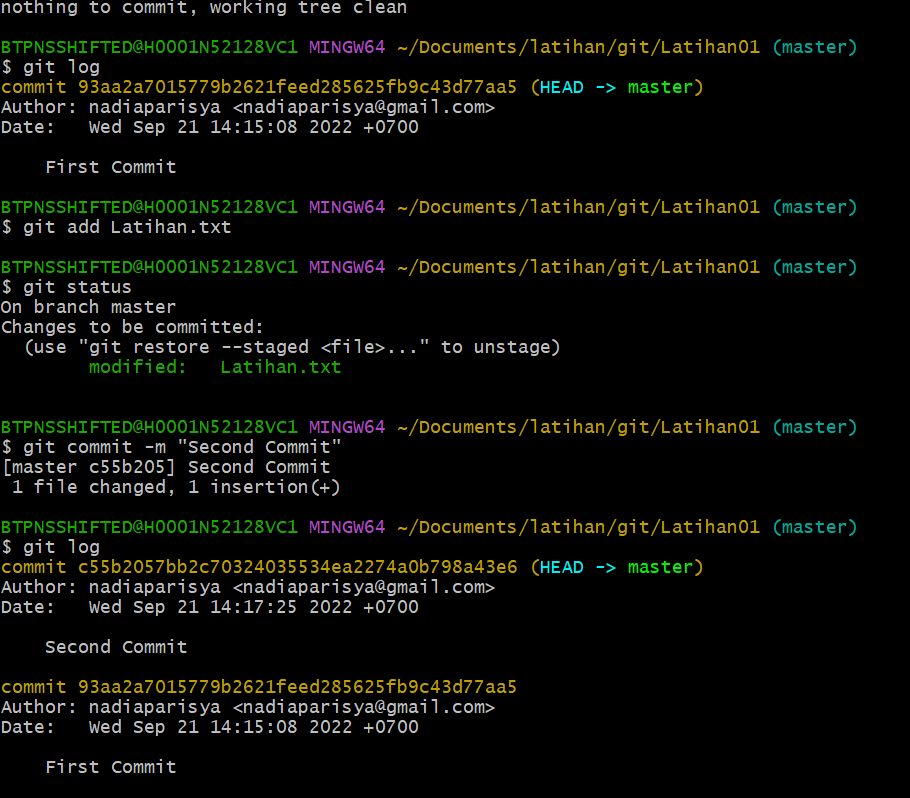 nothing to commit, working tree clean
BTPNSSHIFTED@H0001N52128VC1 MINGW64 ~/Documents/latihan/git/Latihan01 (master)
$ git log
commit 93aa2a7015779b2621feed285625fb9c43d77aa5 (HEAD -> master)
Author: nadiaparisya <nadiaparisya@gmail.com>
Date:   Wed Sep 21 14:15:08 2022 +0700
    First Commit
BTPNSSHIFTED@H0001N52128VC1 MINGW64 ~/Documents/latihan/git/Latihan01 (master)
$ git add Latihan.txt
BTPNSSHIFTED@H0001N52128VC1 MINGW64 ~/Documents/latihan/git/Latihan01 (master)
$ git status
On branch master
Changes to be committed:
  (use "git restore --staged <file>..." to unstage)
        modified:   Latihan.txt
BTPNSSHIFTED@H0001N52128VC1 MINGW64 ~/Documents/latihan/git/Latihan01 (master)
$ git commit -m "Second Commit"
[master c55b205] Second Commit
 1 file changed, 1 insertion(+)
BTPNSSHIFTED@H0001N52128VC1 MINGW64 ~/Documents/latihan/git/Latihan01 (master)
$ git log
commit c55b2057bb2c70324035534ea2274a0b798a43e6 (HEAD -> master)
Author: nadiaparisya <nadiaparisya@gmail.com>
Date:   Wed Sep 21 14:17:25 2022 +0700
    Second Commit
commit 93aa2a7015779b2621feed285625fb9c43d77aa5
Author: nadiaparisya <nadiaparisya@gmail.com>
Date:   Wed Sep 21 14:15:08 2022 +0700
    First Commit